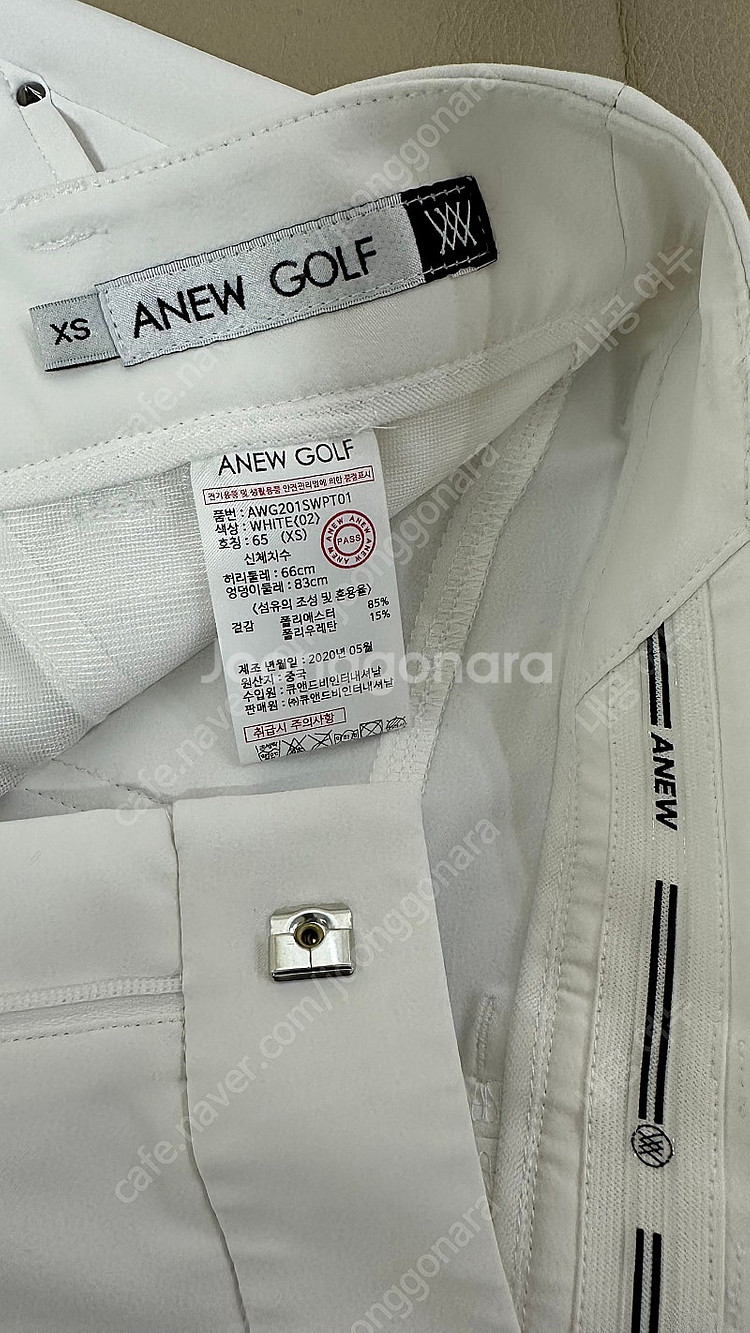 XS
ANEW GOLF
ANEW GOLF
전기용품 및 생활용품 안전관리법에 의한 품질표시
품번 : AWG201SWPT01
색상 : WHITE(02)
호칭 : 65 (XS)
ANEW ANEW ANEW ANEW
PASS
신체치수
허리둘레 : 66cm
엉덩이둘레 : 83cm
〈섬유의 조성 및 혼용율〉
겉감 폴리에스터 85%
폴리우레탄 15%
제조 년월일 : 2020 년 05월
원산지 : 중국
수입원 : 큐앤드비인터내셔날
판매원 : ㈜큐앤드비인터내셔날
취급시 주의사항
ANEW
Joonggonara
cafe.naver.com/joonggonara